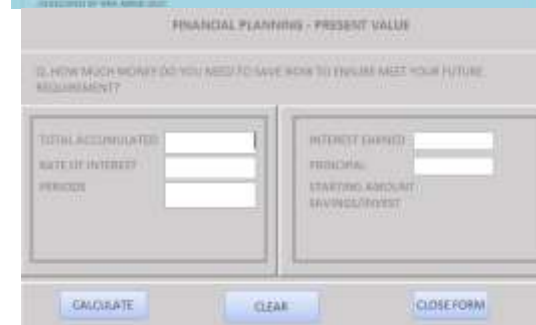 FINANCIAL PLANNING - PRESENT VALUE
Q. HOW MUCH MONEY DO YOU NEED TO SAVE NOW TO ENSURE MEET YOUR FUTURE
REQUIREMENT?
TOTAL ACCUMULATED
RATE OF INTEREST
PERIODS
INTEREST EARNED
PRINCIPAL
STARTING AMOUNT
SAVINGS/INVEST
CALCULATE
CLEAR
CLOSE FORM